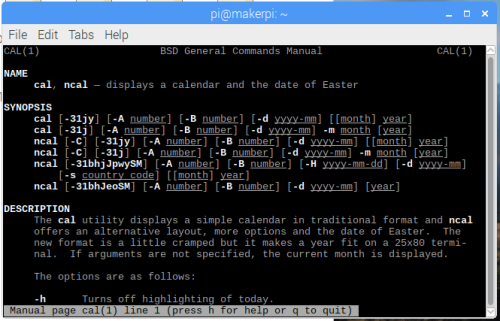 pi@makerpi: ~
File Edit Tabs Help
CAL(1) BSD General Commands Manual CAL(1)
NAME
cal, ncal — displays a calendar and the date of Easter
SYNOPSIS
cal [-31jy] [-A number] [-B number] [-d yyyy-mm] [[month] year]
cal [-31j] [-A number] [-B number] [-d yyyy-mm] -m month [year]
ncal [-C] [-31jy] [-A number] [-B number] [-d yyyy-mm] [[month] year]
ncal [-C] [-31j] [-A number] [-B number] [-d yyyy-mm] -m month [year]
ncal [-31bhjJpwySM] [-A number] [-B number] [-H yyyy-mm-dd] [-d yyyy-mm]
[-s country_code] [[month] year]
ncal [-31bhJeoSM] [-A number] [-B number] [-d yyyy-mm] [year]
DESCRIPTION
The cal utility displays a simple calendar in traditional format and ncal
offers an alternative layout, more options and the date of Easter. The
new format is a little cramped but it makes a year fit on a 25x80 termi-
nal. If arguments are not specified, the current month is displayed.
The options are as follows:
-h Turns off highlighting of today.
Manual page cal(1) line 1 (press h for help or q to quit)